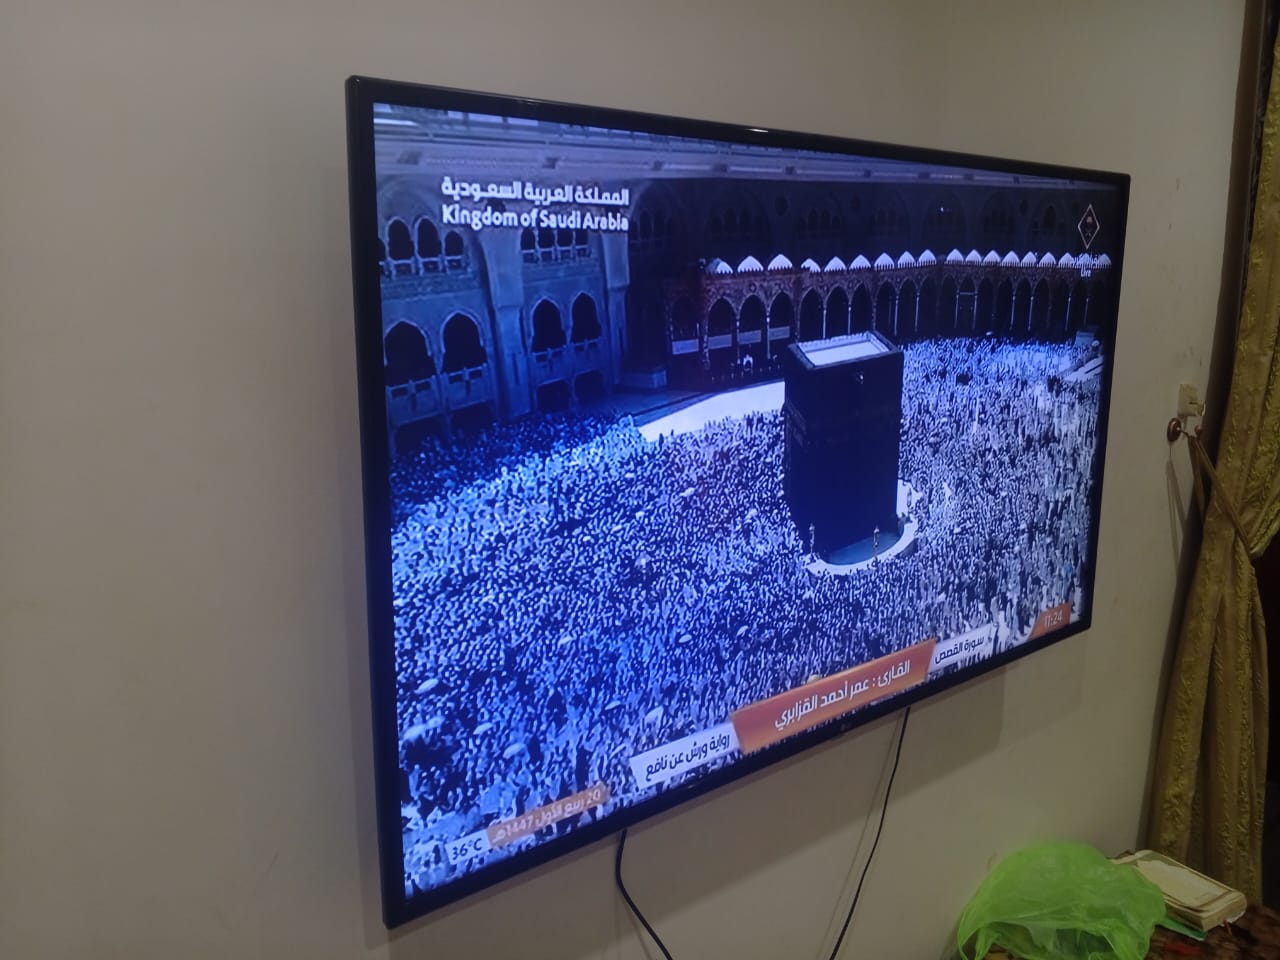 المملكة العربية السعودية
Kingdom of Saudi Arabia
Live
11:24
سورة القصص
القارئ : عمر أحمد القزابري
رواية ورش عن نافع
20 ربيع الأول 1447هـ
36°C